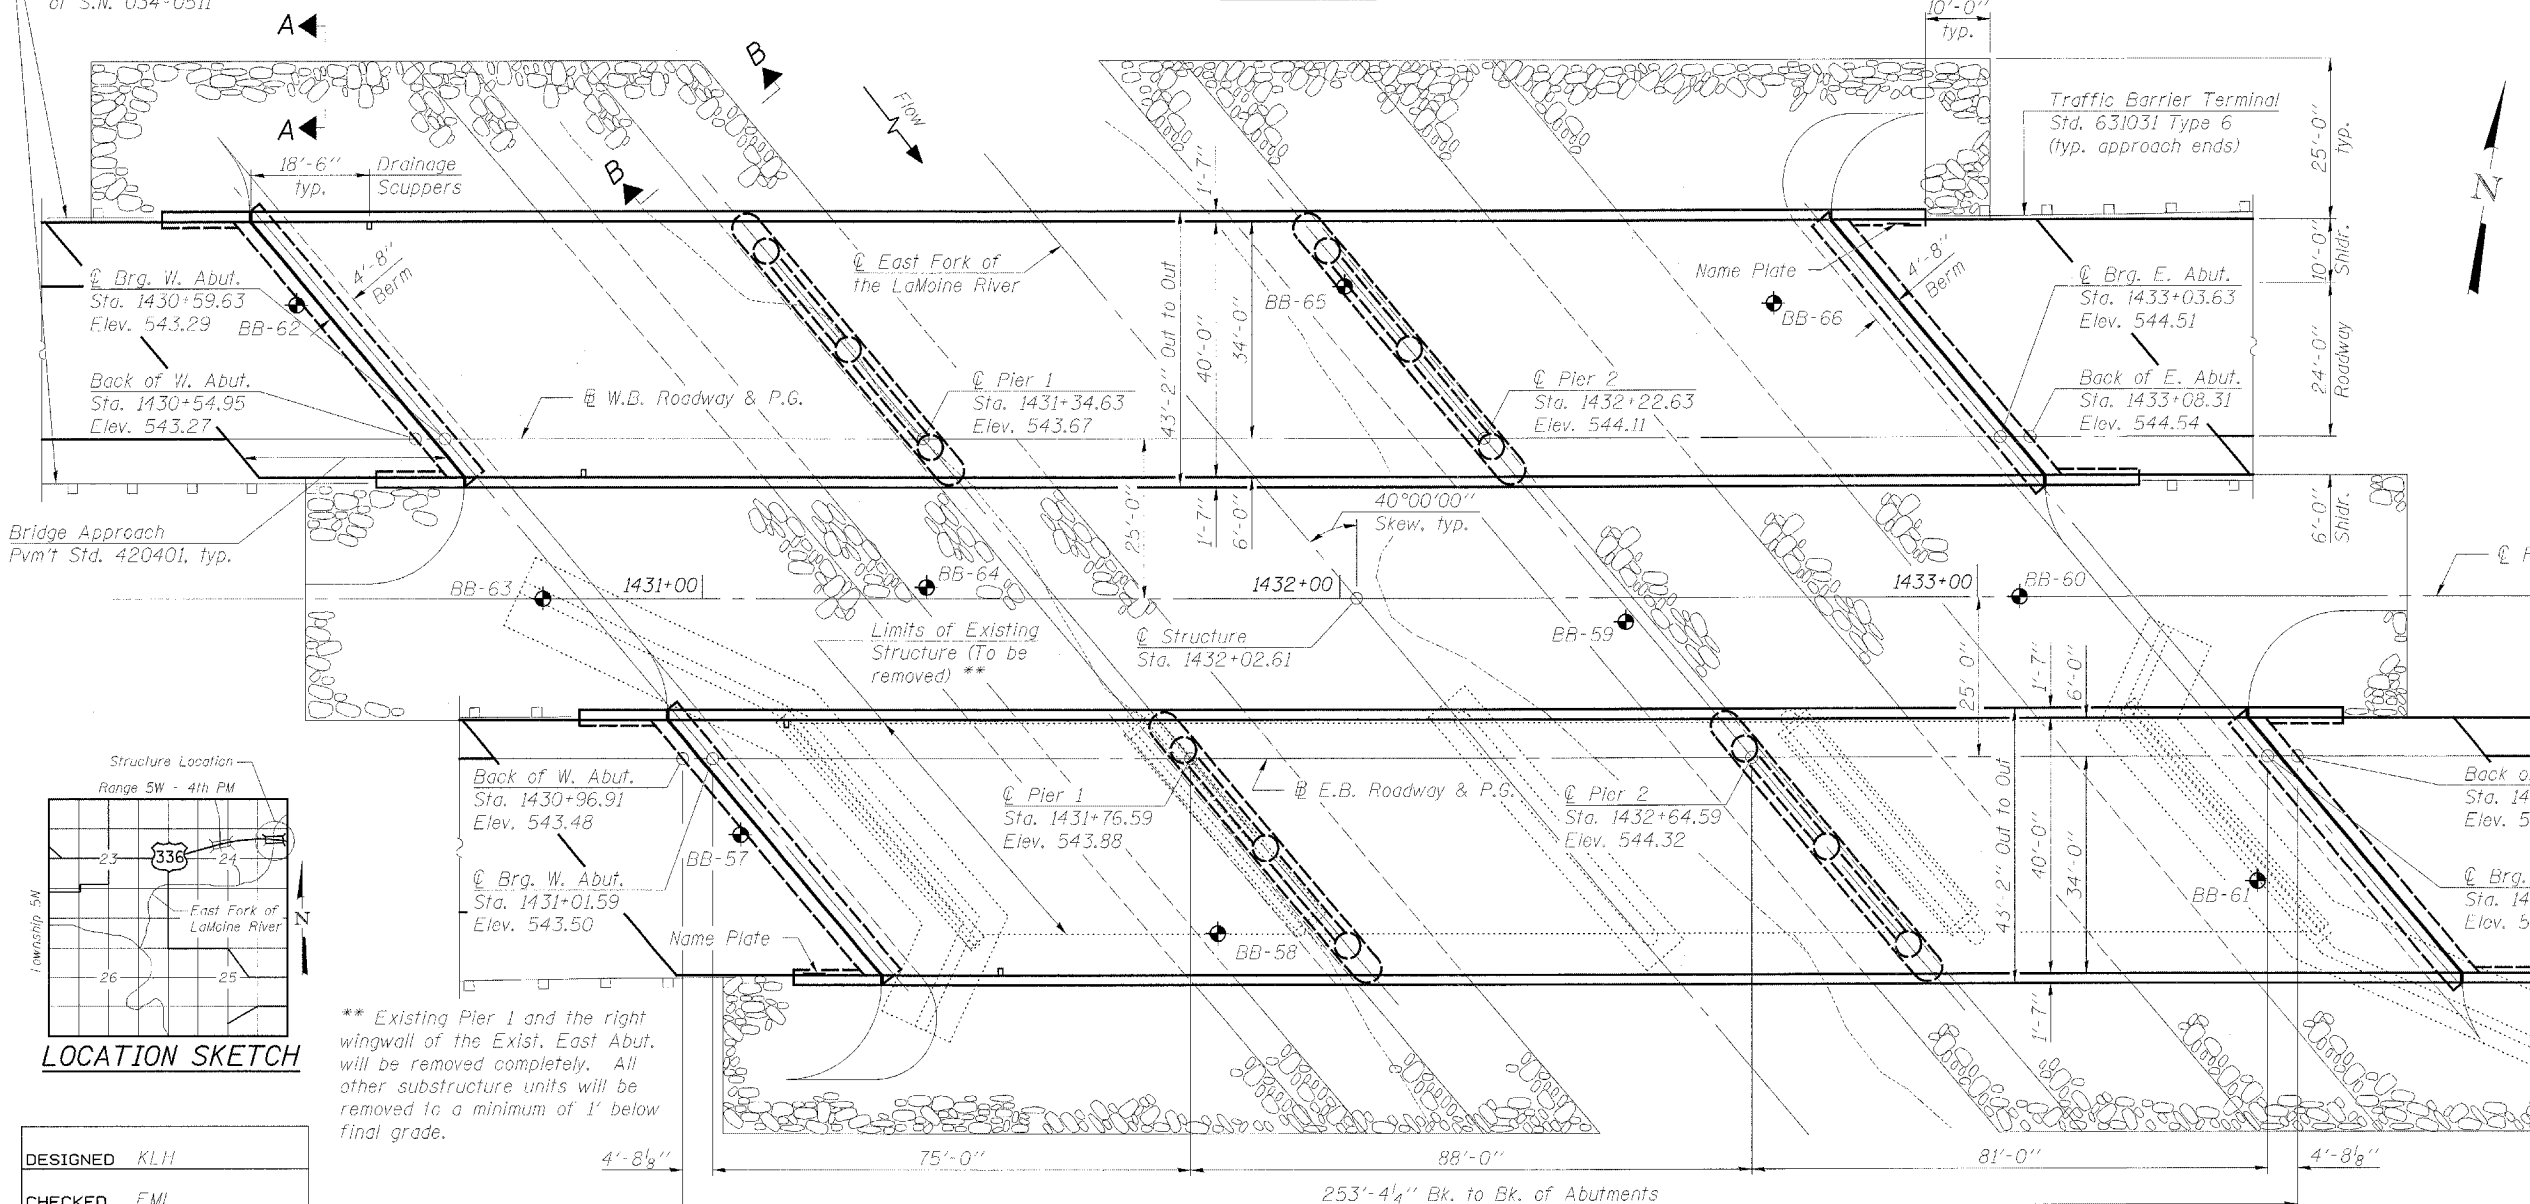 of S.N. 034-0511
A
A
B
B
Flow
10'-0"
typ.
18'-6"
typ.
Drainage
Scuppers
Traffic Barrier Terminal
Std. 631031 Type 6
(typ. approach ends)
25'-0"
typ.
N
1'-7"
4'-8"
Berm
℄ Brg. W. Abut.
Sta. 1430+59.63
Elev. 543.29
BB-62
℄ East Fork of
the LaMoine River
43'-2" Out to Out
40'-0"
34'-0"
BB-65
Name Plate
4'-8"
Berm
BB-66
℄ Brg. E. Abut.
Sta. 1433+03.63
Elev. 544.51
10'-0"
Shldr.
24'-0"
Roadway
Back of W. Abut.
Sta. 1430+54.95
Elev. 543.27
W.B. Roadway & P.G.
℄ Pier 1
Sta. 1431+34.63
Elev. 543.67
℄ Pier 2
Sta. 1432+22.63
Elev. 544.11
Back of E. Abut.
Sta. 1433+08.31
Elev. 544.54
Bridge Approach
Pvm't Std. 420401, typ.
25'-0"
1'-7"
6'-0"
40°00'00"
Skew, typ.
6'-0"
Shldr.
BB-63
1431+00
BB-64
1432+00
1433+00
BB-60
℄
Limits of Existing
Structure (To be
removed) **
℄ Structure
Sta. 1432+02.61
BB-59
25'-0"
1'-7"
6'-0"
Structure Location
Range 5W - 4th PM
Township 5N
23
336
24
East Fork of
LaMoine River
N
26
25
LOCATION SKETCH
Back of W. Abut.
Sta. 1430+96.91
Elev. 543.48
BB-57
℄ Brg. W. Abut.
Sta. 1431+01.59
Elev. 543.50
Name Plate
℄ Pier 1
Sta. 1431+76.59
Elev. 543.88
E.B. Roadway & P.G.
℄ Pier 2
Sta. 1432+64.59
Elev. 544.32
BB-58
43'-2" Out to Out
40'-0"
34'-0"
1'-7"
BB-61
Back
Sta. 14
Elev. 5
℄ Brg.
Sta. 14
Elev. 5
** Existing Pier 1 and the right
wingwall of the Exist. East Abut.
will be removed completely. All
other substructure units will be
removed to a minimum of 1' below
final grade.
4'-8⅛"
75'-0"
88'-0"
81'-0"
4'-8⅛"
253'-4¼" Bk. to Bk. of Abutments
DESIGNED KLH
CHECKED